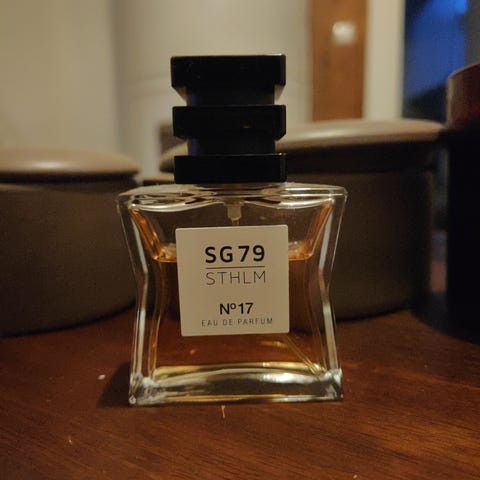 SG79
STHLM
Nº17
EAU DE PARFUM